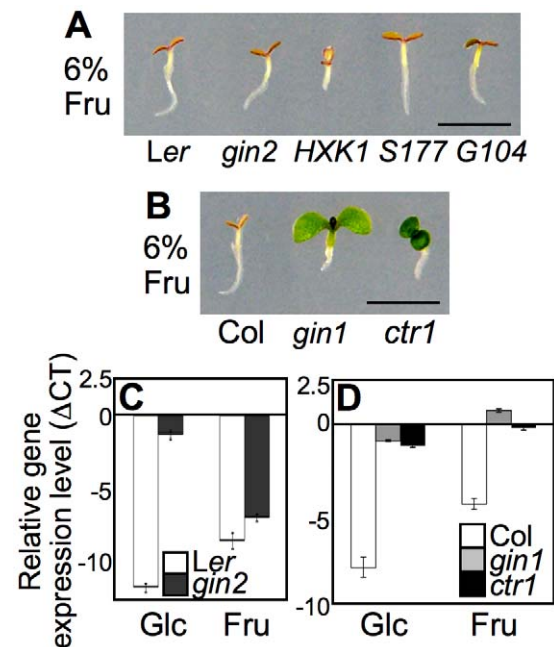 A
6%
Fru
Ler gin2 HXK1 S177 G104
B
6%
Fru
Col gin1 ctr1
Relative gene
expression level (ΔCT)
C
2.5
0
-5
-10
Ler
gin2
Glc Fru
D
2.5
0
-5
-10
Col
gin1
ctr1
Glc Fru